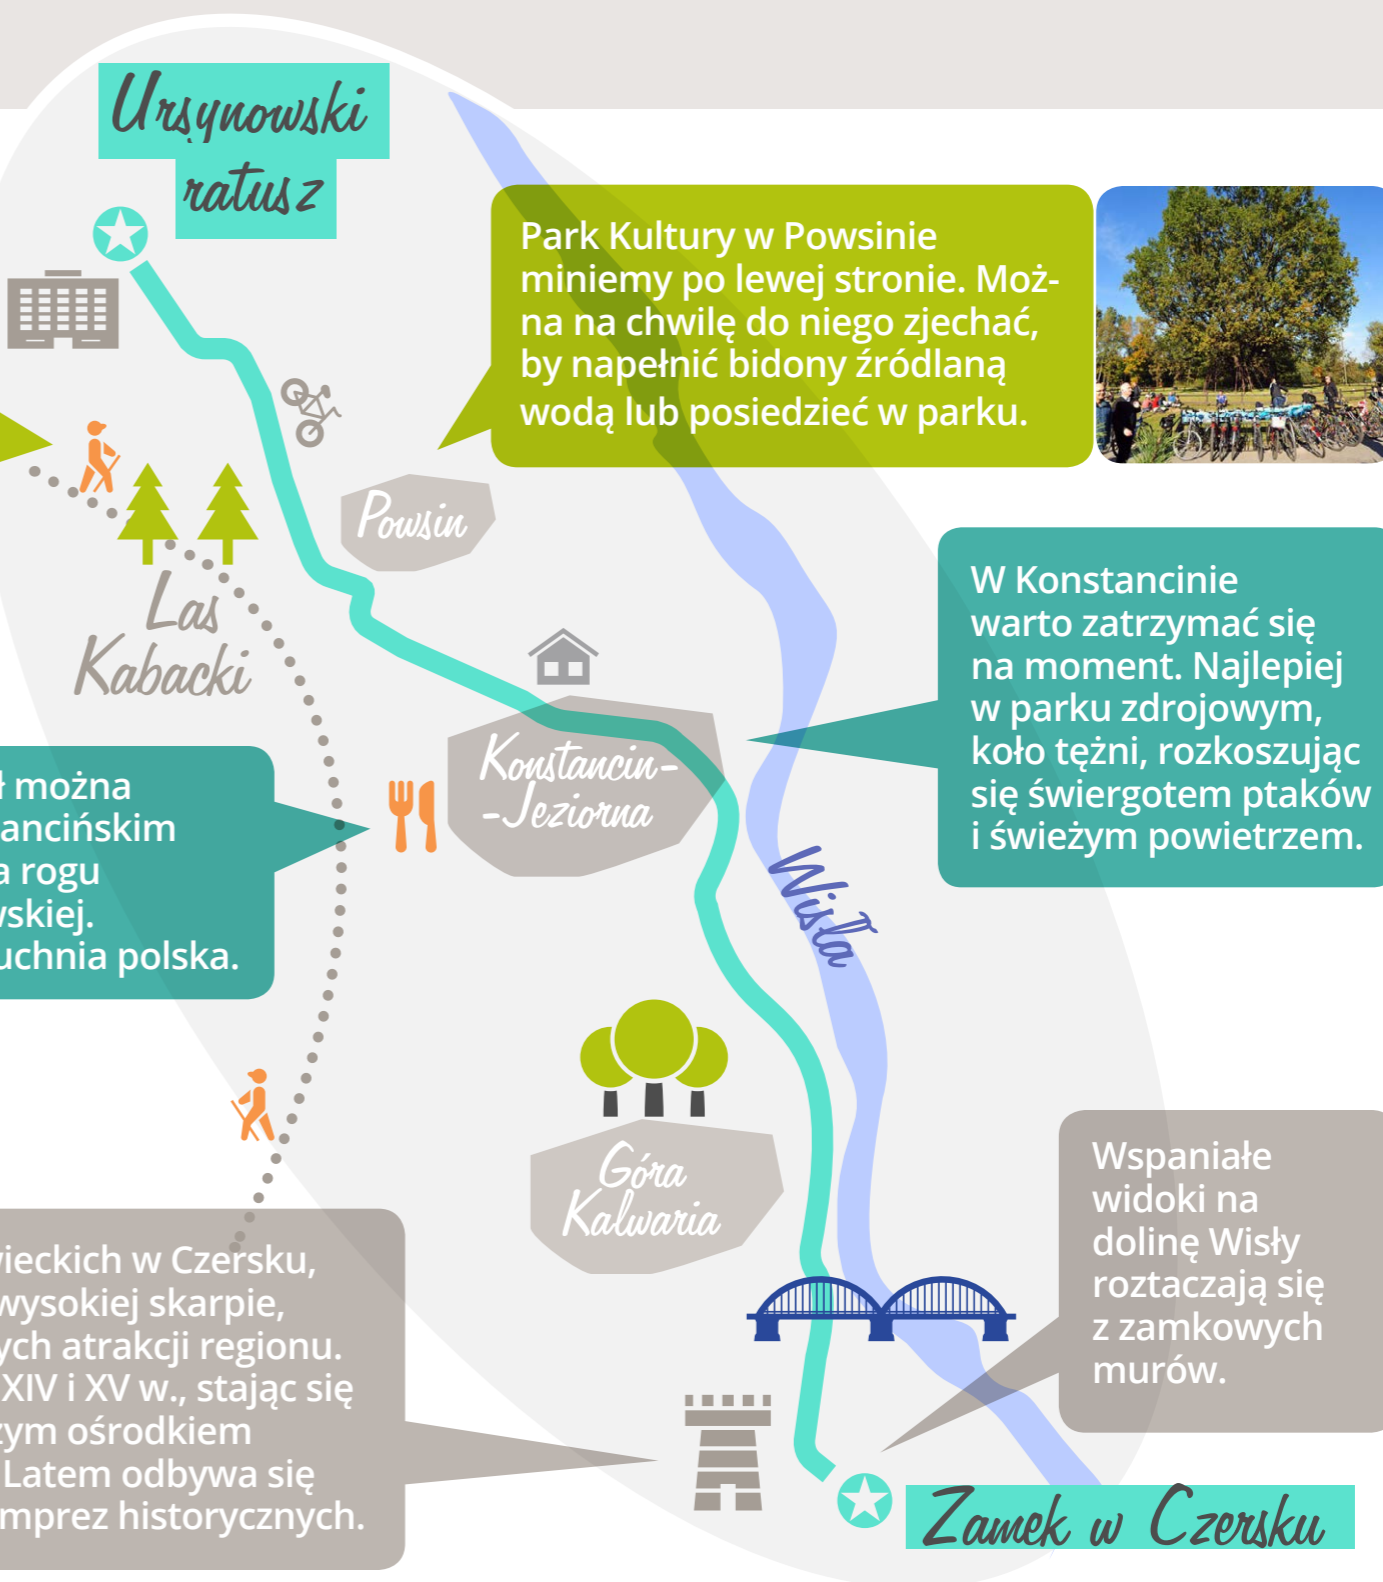 Ursynowski
ratusz
Park Kultury w Powsinie
miniemy po lewej stronie. Moż-
na na chwilę do niego zjechać,
by napełnić bidony źródlaną
wodą lub posiedzieć w parku.
Powsin
Las
Kabacki
W Konstancinie
warto zatrzymać się
na moment. Najlepiej
w parku zdrojowym,
koło tężni, rozkoszując
się świergotem ptaków
i świeżym powietrzem.
Konstancin-
-Jeziorna
ł można
ancińskim
a rogu
wskiej.
uchnia polska.
Wisła
Góra
Kalwaria
Wspaniałe
widoki na
dolinę Wisły
roztaczają się
z zamkowych
murów.
wieckich w Czersku,
wysokiej skarpie,
ych atrakcji regionu.
XIV i XV w., stając się
zym ośrodkiem
Latem odbywa się
mprez historycznych.
Zamek w Czersku